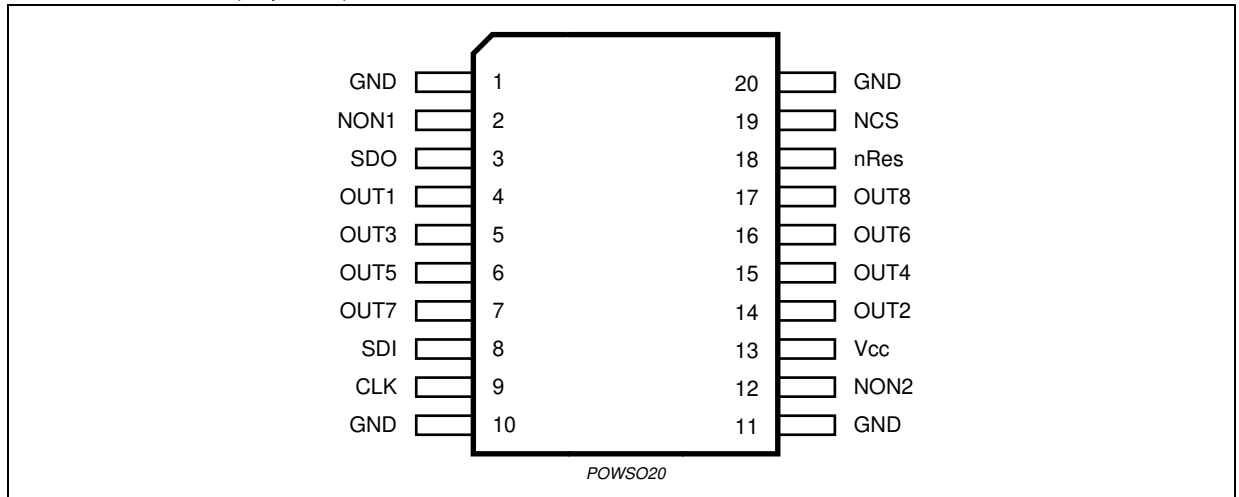 GND 1 20 GND
NON1 2 19 NCS
SDO 3 18 nRes
OUT1 4 17 OUT8
OUT3 5 16 OUT6
OUT5 6 15 OUT4
OUT7 7 14 OUT2
SDI 8 13 Vcc
CLK 9 12 NON2
GND 10 11 GND
POWSO20